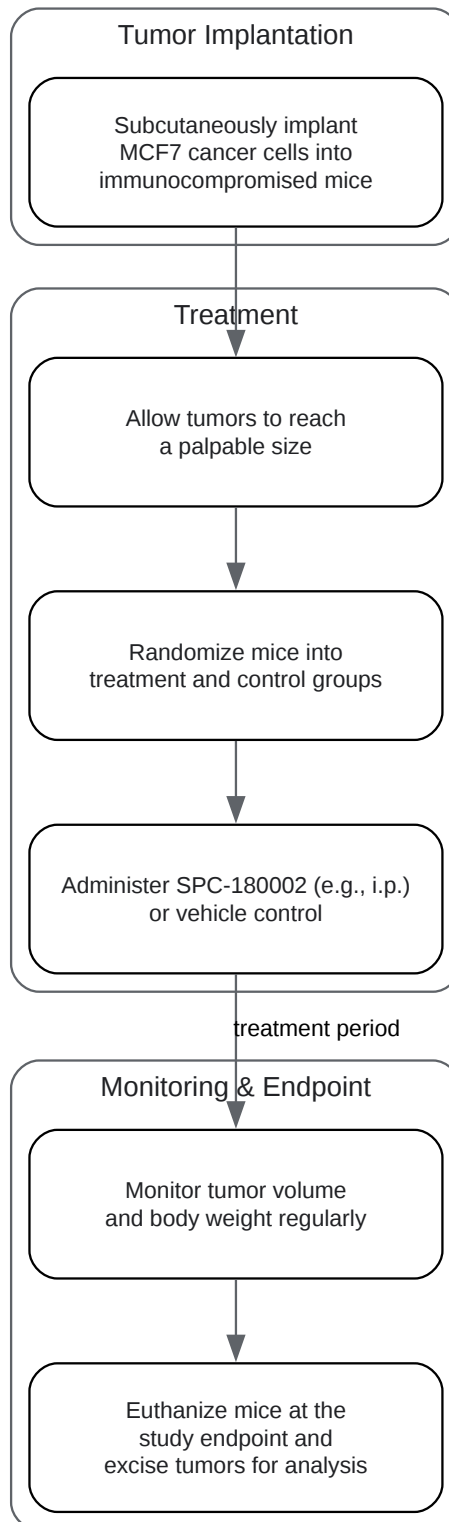 Tumor Implantation
Subcutaneously implant
MCF7 cancer cells into
immunocompromised mice
Treatment
Allow tumors to reach
a palpable size
Randomize mice into
treatment and control groups
Administer SPC-180002 (e.g., i.p.)
or vehicle control
treatment period
Monitoring & Endpoint
Monitor tumor volume
and body weight regularly
Euthanize mice at the
study endpoint and
excise tumors for analysis